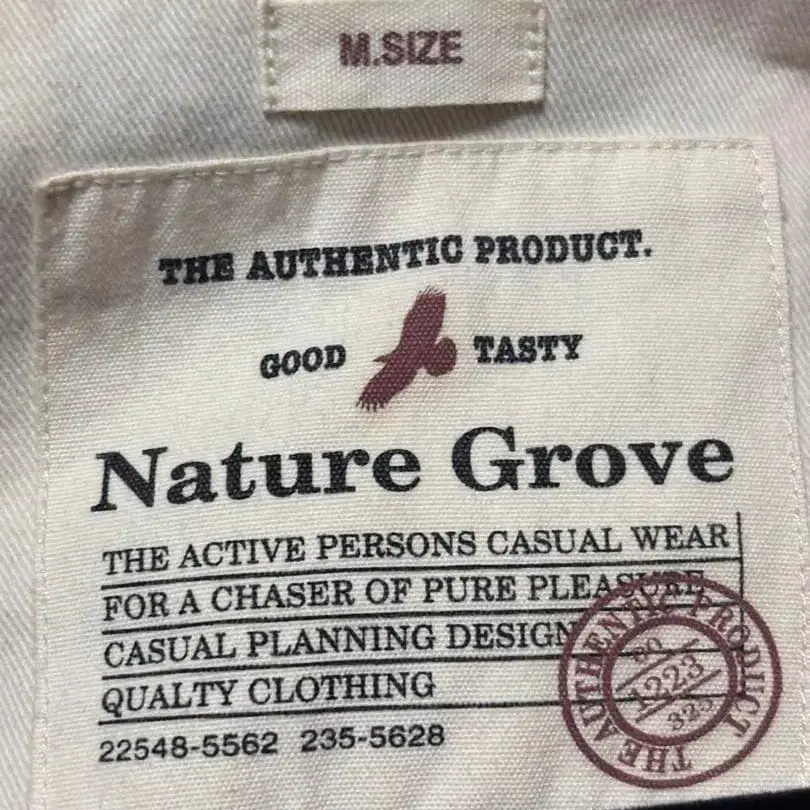 M.SIZE
THE AUTHENTIC PRODUCT.
GOOD TASTY
Nature Grove
THE ACTIVE PERSONS CASUAL WEAR
FOR A CHASER OF PURE PLEASURE
CASUAL PLANNING DESIGN
QUALTY CLOTHING
22548-5562 235-5628
THE AUTHENTIC PRODUCT
1223